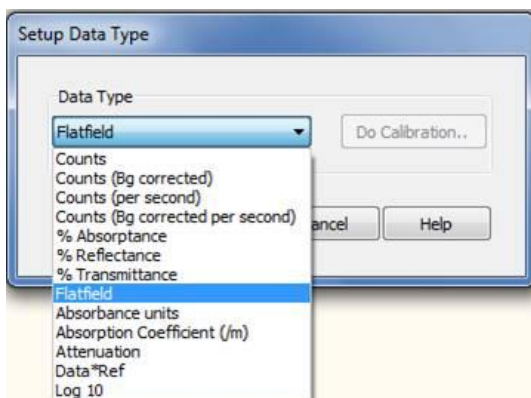 Setup Data Type
Data Type
Flatfield
Do Calibration..
Counts
Counts (Bg corrected)
Counts (per second)
Counts (Bg corrected per second)
ancel
Help
% Absorptance
% Reflectance
% Transmittance
Flatfield
Absorbance units
Absorption Coefficient (/m)
Attenuation
Data*Ref
Log 10